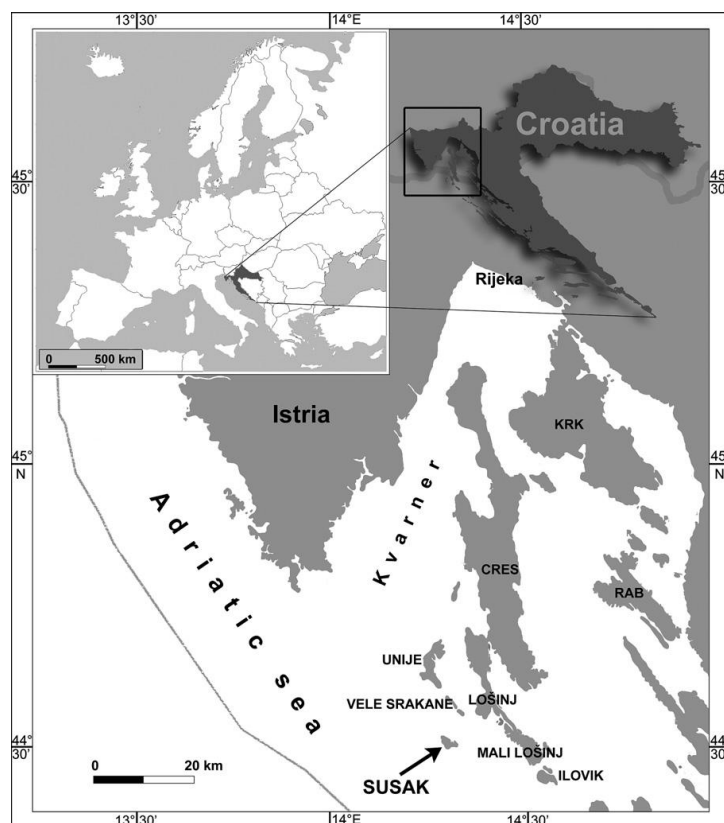 13°30' 14°E 14°30'
Croatia
45°
30'
45°
30'
Rijeka
0 500 km
Istria
KRK
45°
N
45°
N
Kvarner
Adriatic sea
CRES
RAB
UNIJE
VELE SRAKANE
LOŠINJ
44°
30'
44°
30'
0 20 km
MALI LOŠINJ
SUSAK
ILOVIK
13°30' 14°E 14°30'